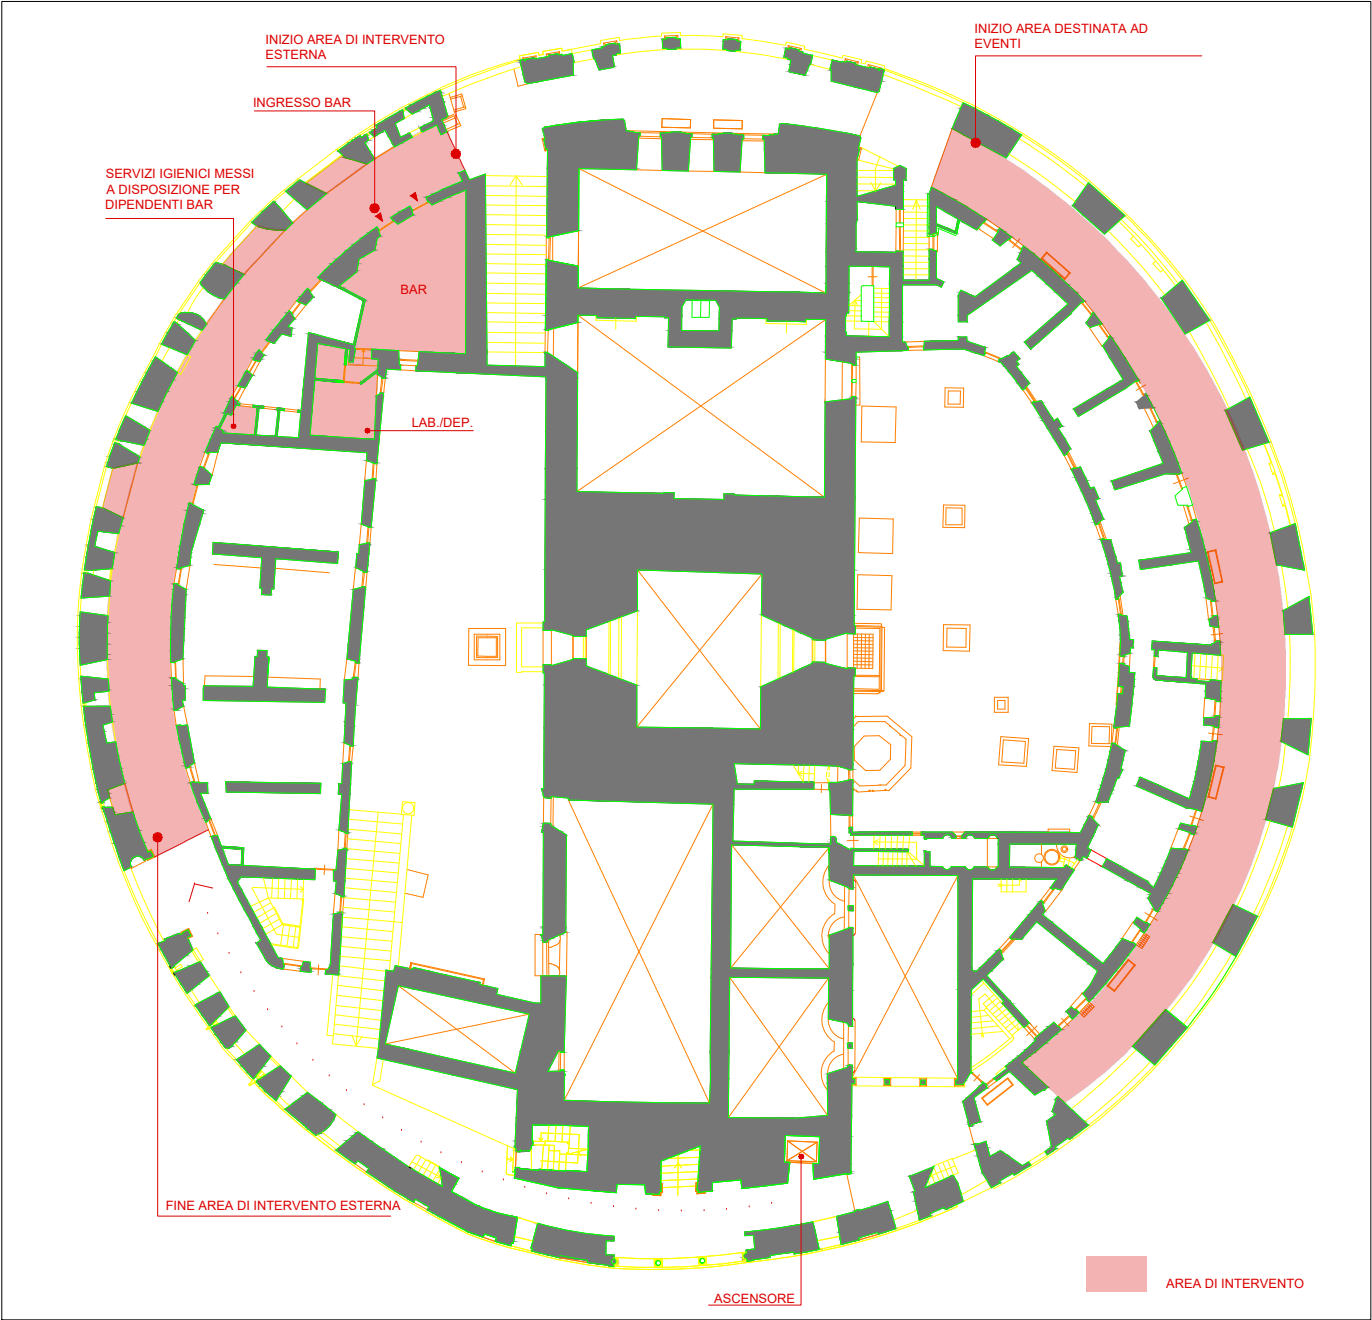 INIZIO AREA DI INTERVENTO
ESTERNA
INIZIO AREA DESTINATA AD
EVENTI
INGRESSO BAR
SERVIZI IGIENICI MESSI
A DISPOSIZIONE PER
DIPENDENTI BAR
BAR
LAB./DEP.
FINE AREA DI INTERVENTO ESTERNA
ASCENSORE
AREA DI INTERVENTO